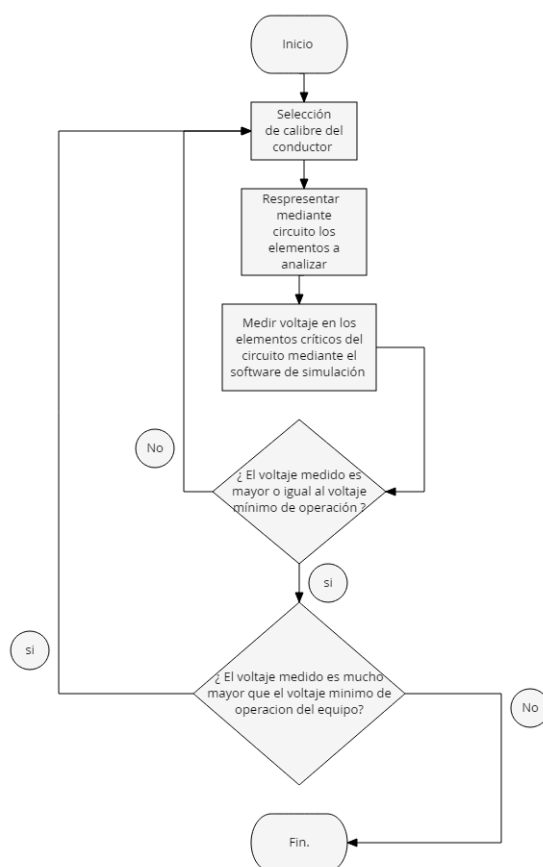 Inicio
Selección
de calibre del
conductor
Respresentar
mediante
circuito los
elementos a
analizar
Medir voltaje en los
elementos críticos del
circuito mediante el
software de simulación
No
¿ El voltaje medido es
mayor o igual al voltaje
mínimo de operación ?
si
si
¿ El voltaje medido es mucho
mayor que el voltaje minimo de
operacion del equipo?
No
Fin.